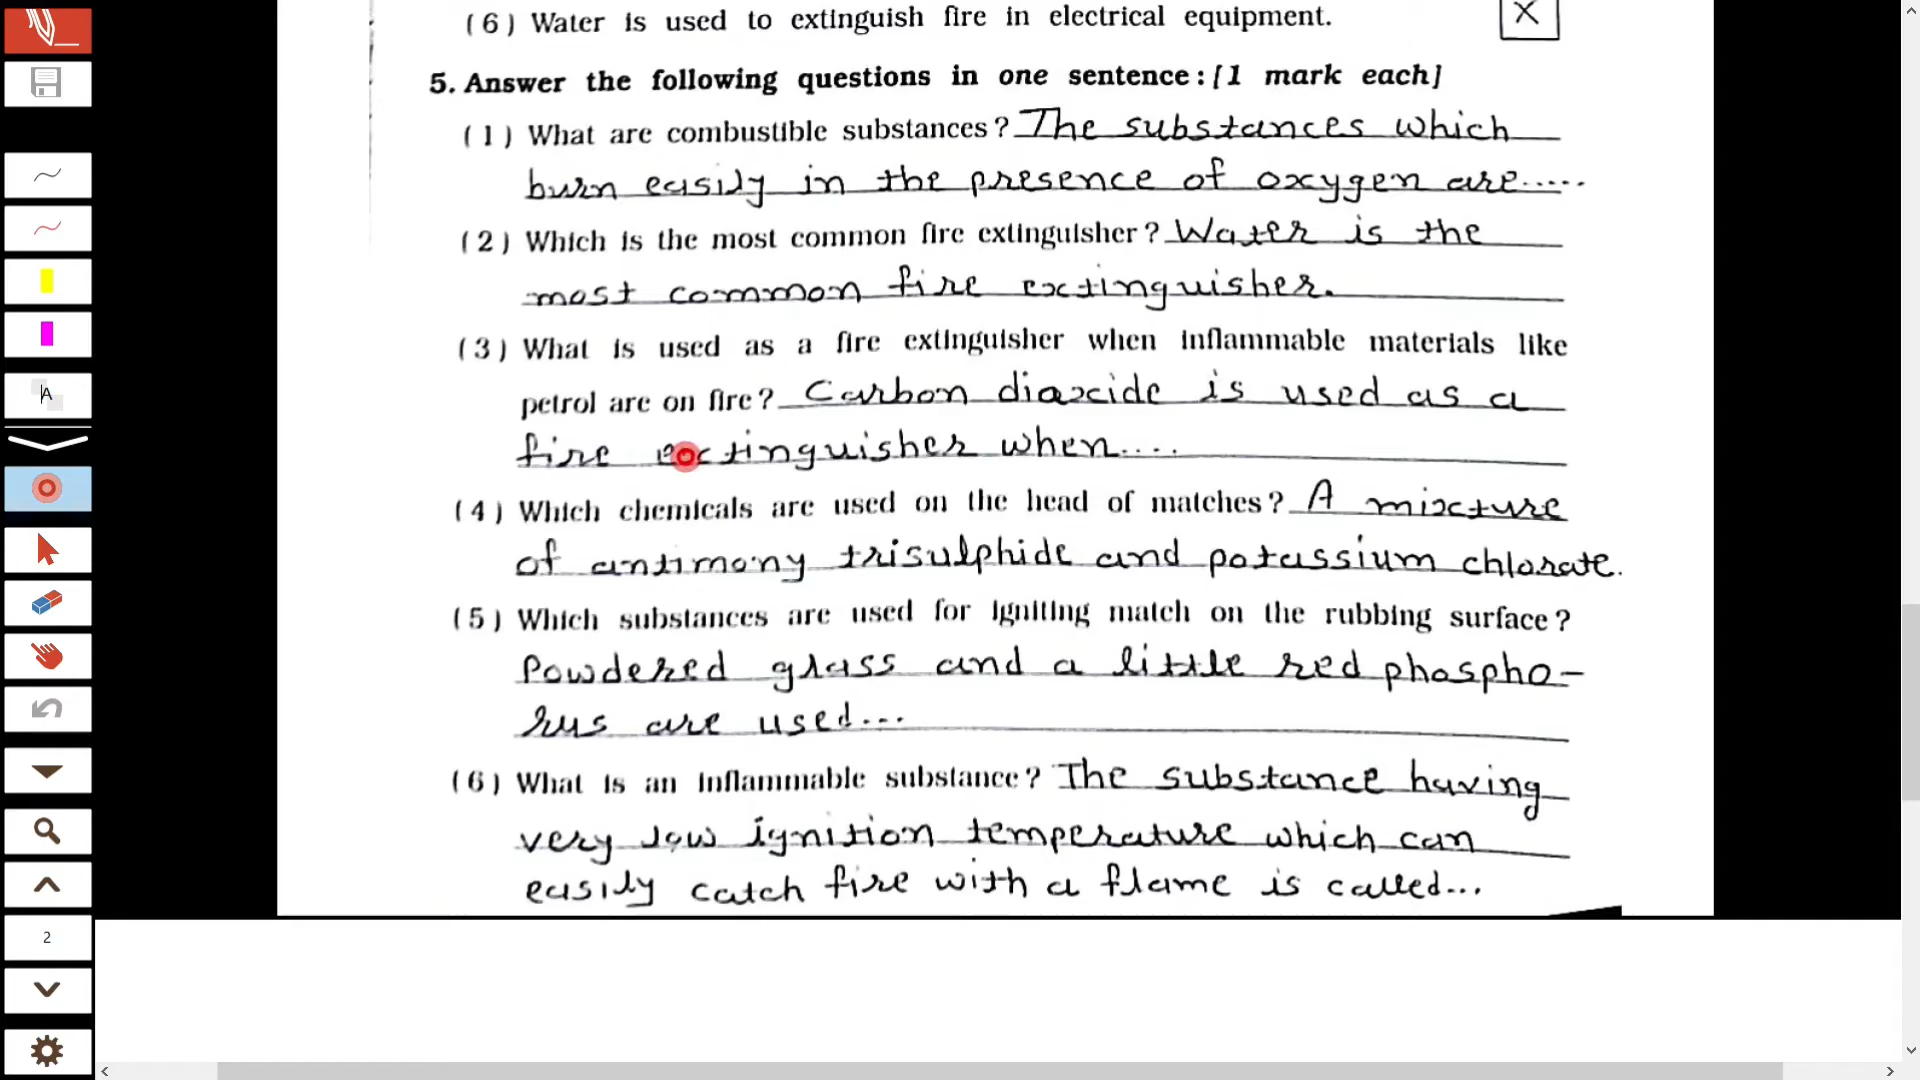 (6) Water is used to extinguish fire in electrical equipment. X
5. Answer the following questions in one sentence : [1 mark each]
(1) What are combustible substances? The substances which
burn easily in the presence of oxygen are.....
(2) Which is the most common fire extinguisher? Water is the
most common fire extinguisher.
(3) What is used as a fire extinguisher when inflammable materials like
petrol are on fire? Carbon dioxide is used as a
fire extinguisher when....
(4) Which chemicals are used on the head of matches? A mixture
of antimony trisulphide and potassium chlorate.
(5) Which substances are used for igniting match on the rubbing surface?
Powdered glass and a little red phospho-
rus are used...
(6) What is an inflammable substance? The substance having
very low ignition temperature which can
easily catch fire with a flame is called...
A
2